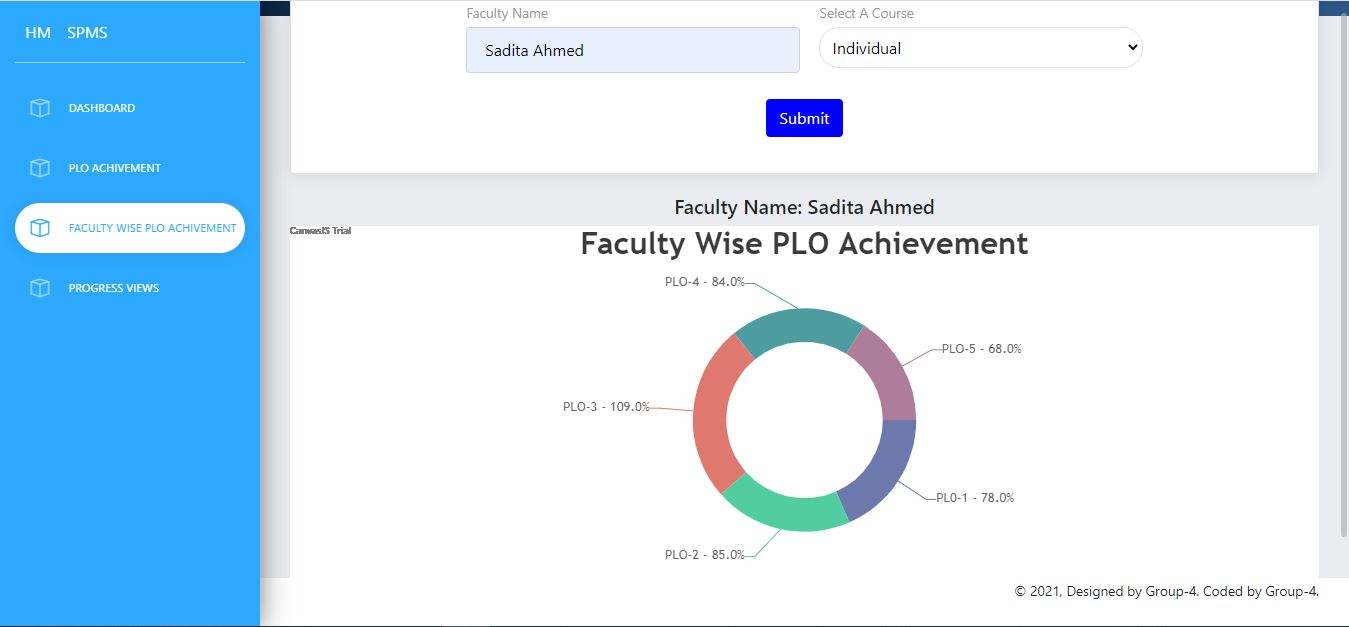 HM SPMS
DASHBOARD
PLO ACHIVEMENT
FACULTY WISE PLO ACHIVEMENT
PROGRESS VIEWS
Faculty Name
Select A Course
Sadita Ahmed
Individual
Submit
Faculty Name: Sadita Ahmed
CanvasJS Trial
Faculty Wise PLO Achievement
PLO-4 - 84.0%
PLO-5 - 68.0%
PLO-3 - 109.0%
PL0-1 - 78.0%
PLO-2 - 85.0%
© 2021, Designed by Group-4. Coded by Group-4.